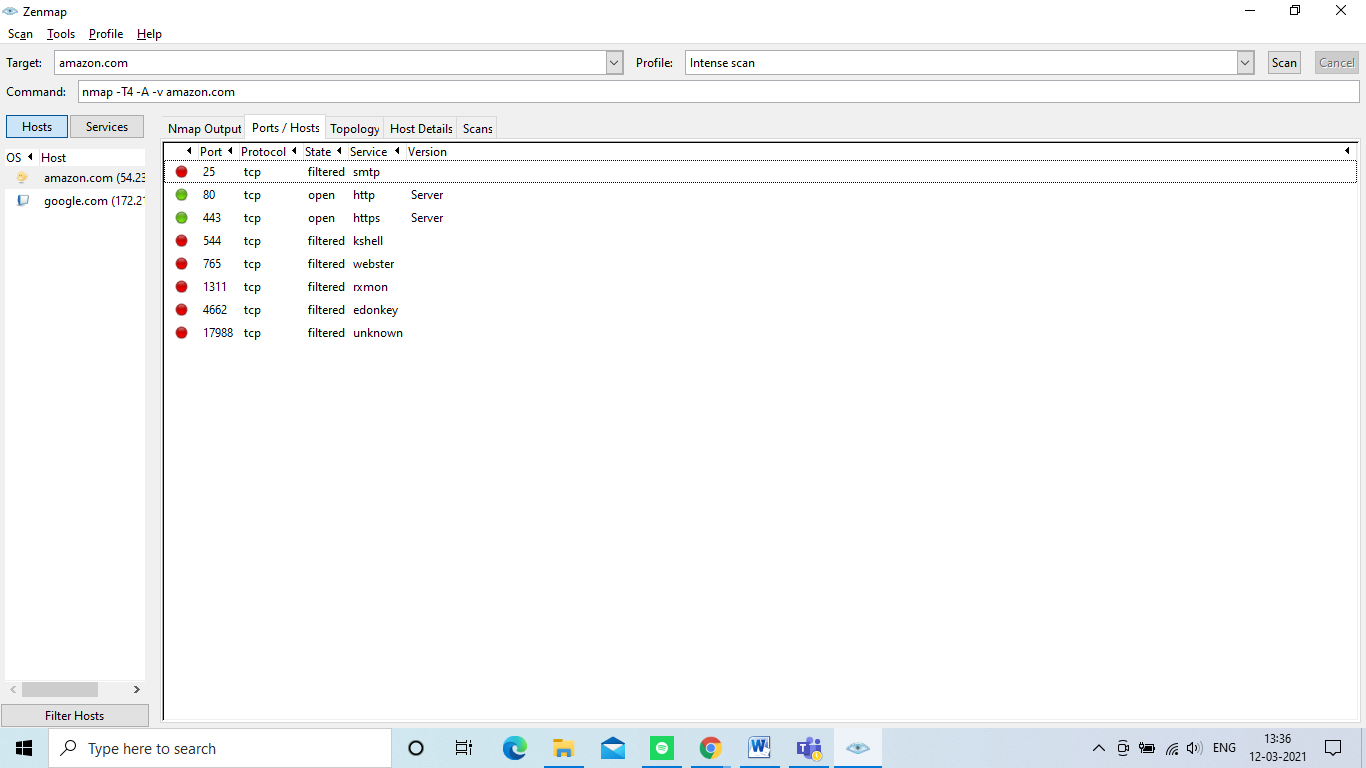 Zenmap
Scan Tools Profile Help
Target: amazon.com Profile: Intense scan Scan Cancel
Command: nmap -T4 -A -v amazon.com
Hosts Services
OS Host
amazon.com (54.23
google.com (172.21
Filter Hosts
Nmap Output Ports / Hosts Topology Host Details Scans
Port Protocol State Service Version
25 tcp filtered smtp
80 tcp open http Server
443 tcp open https Server
544 tcp filtered kshell
765 tcp filtered webster
1311 tcp filtered rxmon
4662 tcp filtered edonkey
17988 tcp filtered unknown
Type here to search
ENG
13:36
12-03-2021